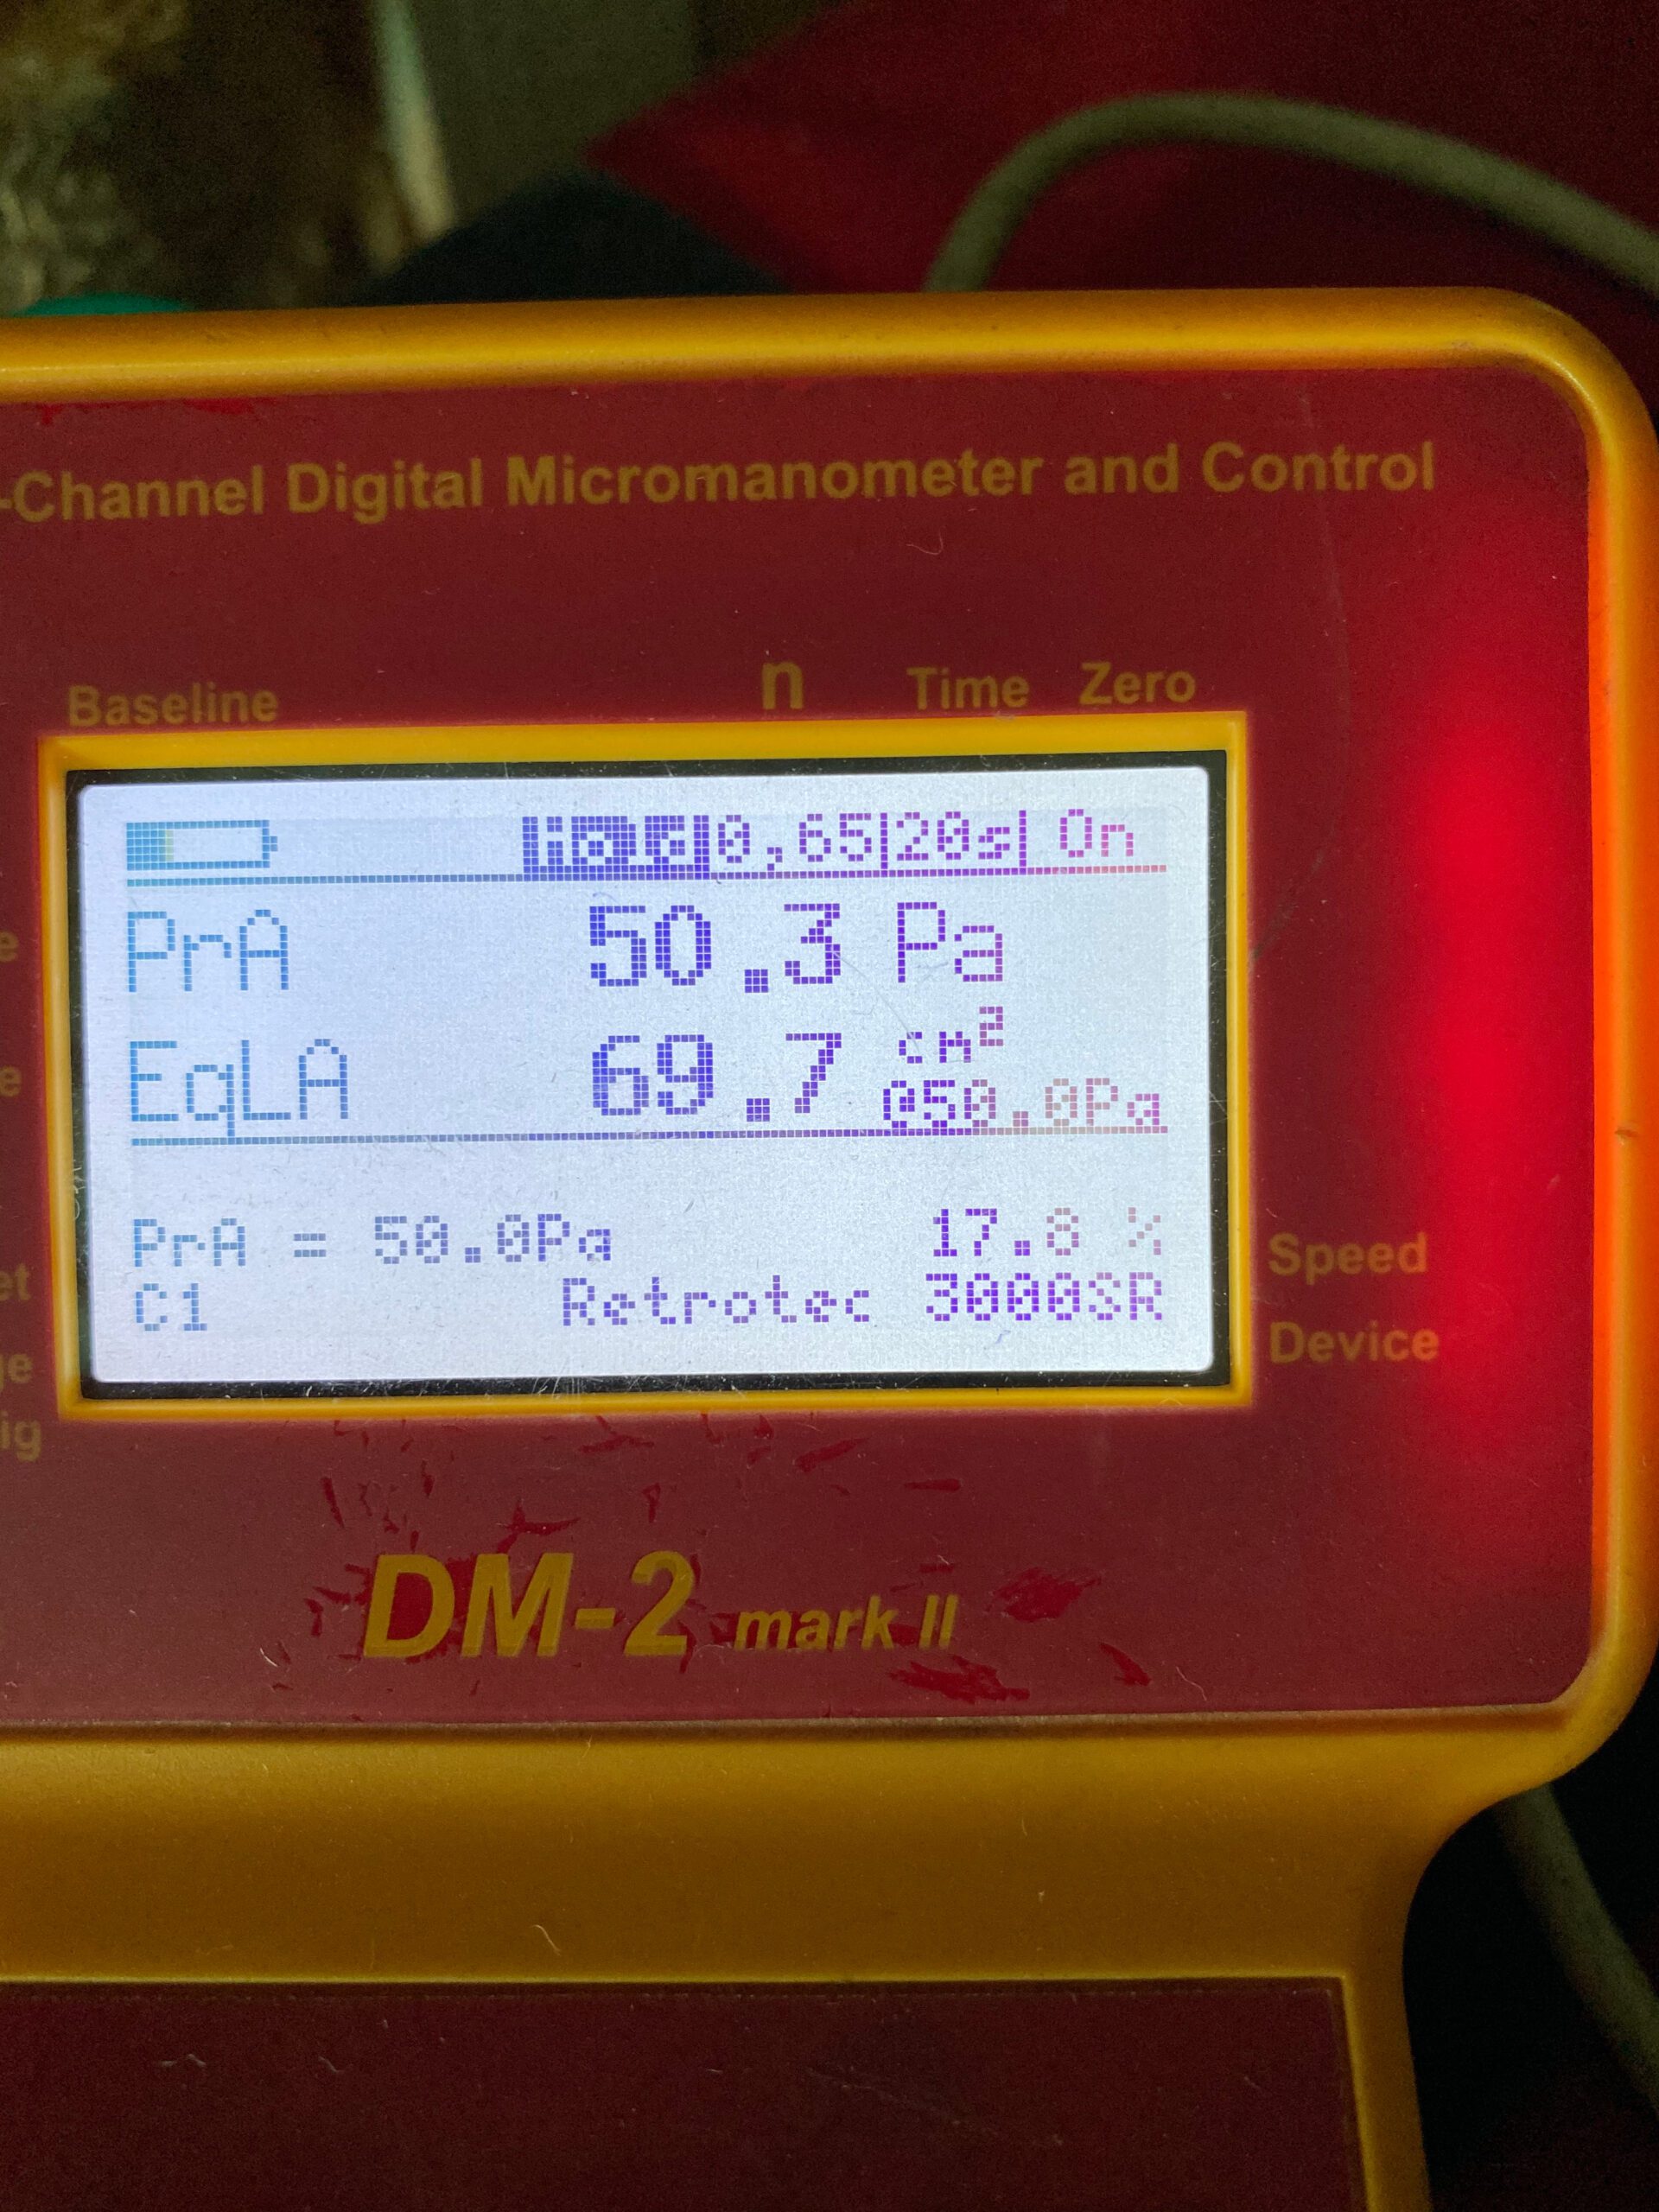 -Channel Digital Micromanometer and Control
Baseline n Time Zero
@|0,65|20s| On
PrA 50.3 Pa
EqLA 69.7 cm²
@50.0Pa
PrA = 50.0Pa 17.8 % Speed
C1 Retrotec 3000SR Device
DM-2 mark II